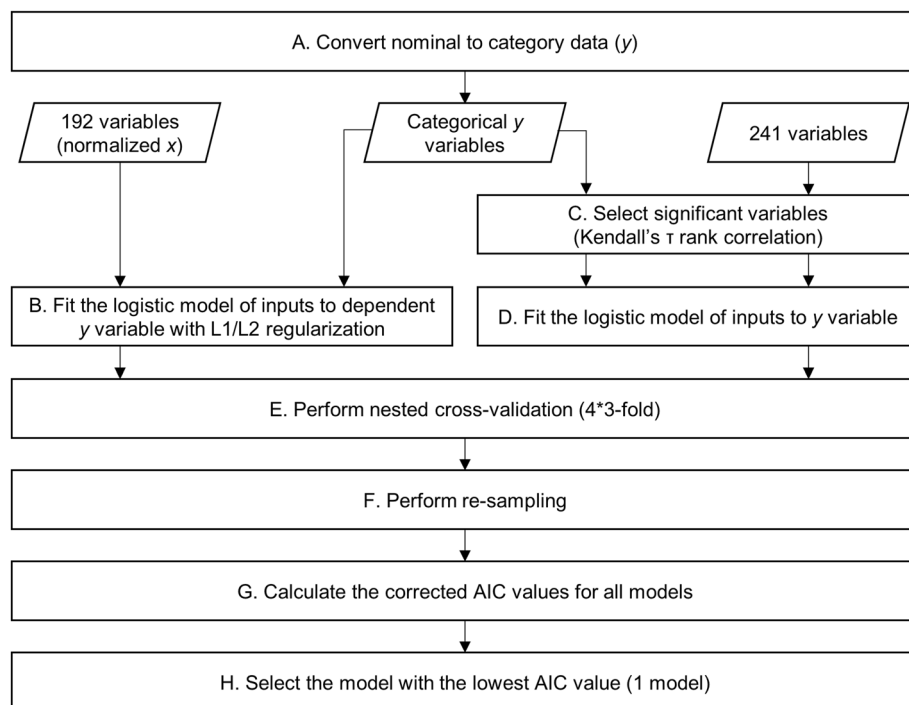 A. Convert nominal to category data (y)
192 variables
(normalized x)
Categorical y
variables
241 variables
C. Select significant variables
(Kendall's τ rank correlation)
B. Fit the logistic model of inputs to dependent
y variable with L1/L2 regularization
D. Fit the logistic model of inputs to y variable
E. Perform nested cross-validation (4*3-fold)
F. Perform re-sampling
G. Calculate the corrected AIC values for all models
H. Select the model with the lowest AIC value (1 model)